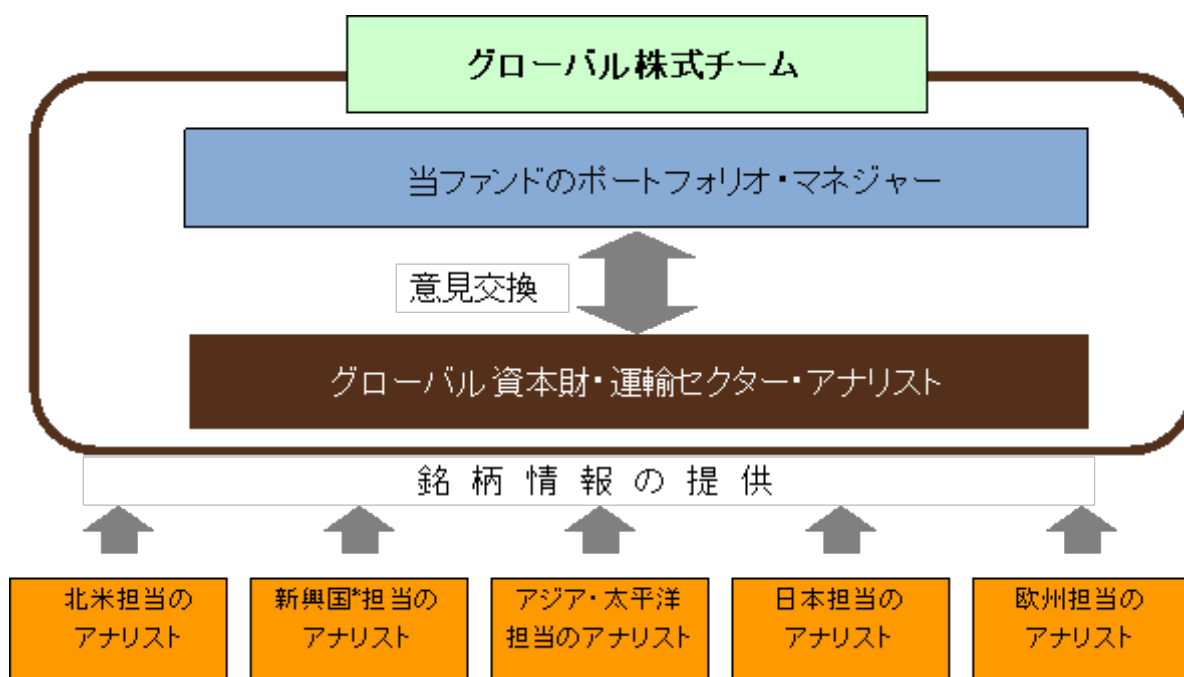 グローバル株式チーム
当ファンドのポートフォリオ・マネジャー
意見交換
グローバル資本財・運輸セクター・アナリスト
銘柄情報の提供
北米担当の
アナリスト
新興国*担当の
アナリスト
アジア・太平洋
担当のアナリスト
日本担当の
アナリスト
欧州担当の
アナリスト